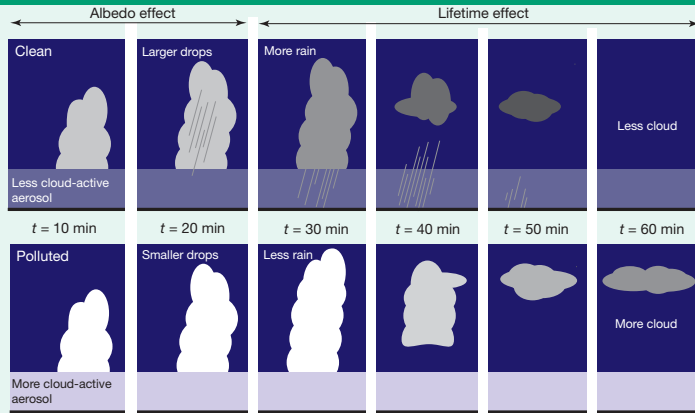 Albedo effect
Lifetime effect
Clean
Larger drops
More rain
Less cloud
Less cloud-active
aerosol
t = 10 min
t = 20 min
t = 30 min
t = 40 min
t = 50 min
t = 60 min
Polluted
Smaller drops
Less rain
More cloud
More cloud-active
aerosol